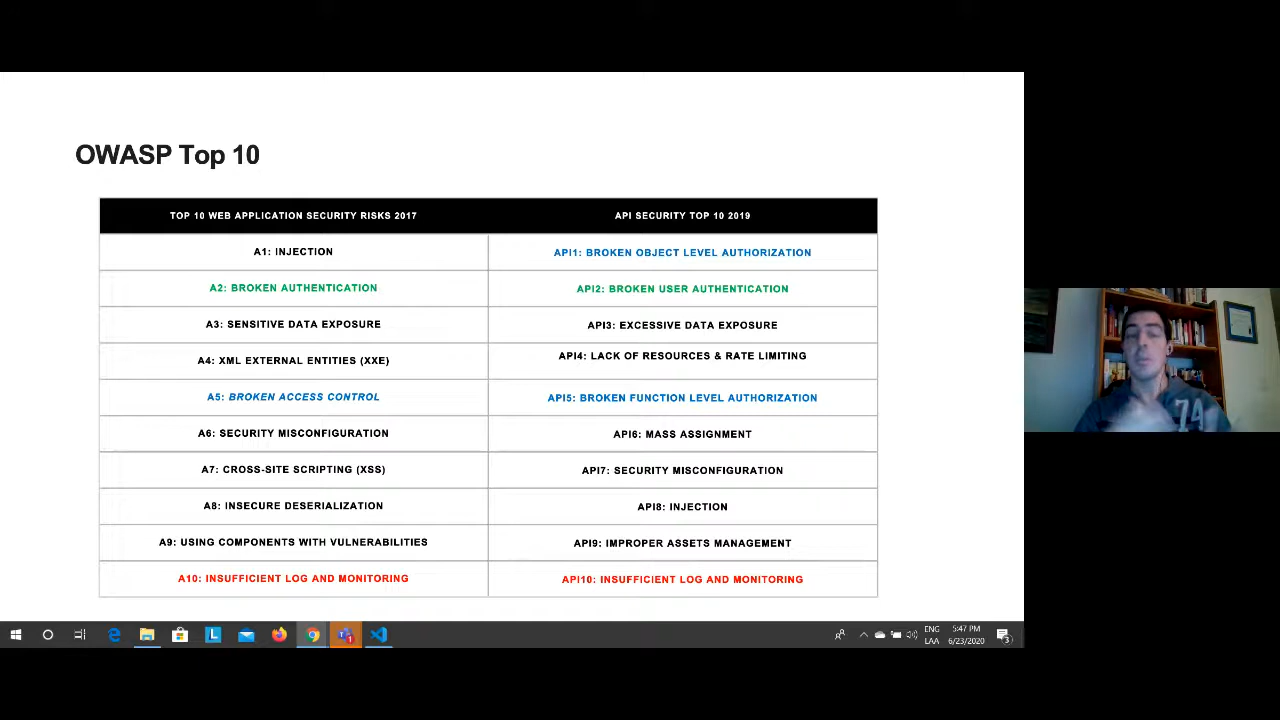 OWASP Top 10
TOP 10 WEB APPLICATION SECURITY RISKS 2017
API SECURITY TOP 10 2019
A1: INJECTION
API1: BROKEN OBJECT LEVEL AUTHORIZATION
A2: BROKEN AUTHENTICATION
API2: BROKEN USER AUTHENTICATION
A3: SENSITIVE DATA EXPOSURE
API3: EXCESSIVE DATA EXPOSURE
A4: XML EXTERNAL ENTITIES (XXE)
API4: LACK OF RESOURCES & RATE LIMITING
A5: BROKEN ACCESS CONTROL
API5: BROKEN FUNCTION LEVEL AUTHORIZATION
A6: SECURITY MISCONFIGURATION
API6: MASS ASSIGNMENT
A7: CROSS-SITE SCRIPTING (XSS)
API7: SECURITY MISCONFIGURATION
A8: INSECURE DESERIALIZATION
API8: INJECTION
A9: USING COMPONENTS WITH VULNERABILITIES
API9: IMPROPER ASSETS MANAGEMENT
A10: INSUFFICIENT LOG AND MONITORING
API10: INSUFFICIENT LOG AND MONITORING
74
ENG
LAA
5:47 PM
6/23/2020
3